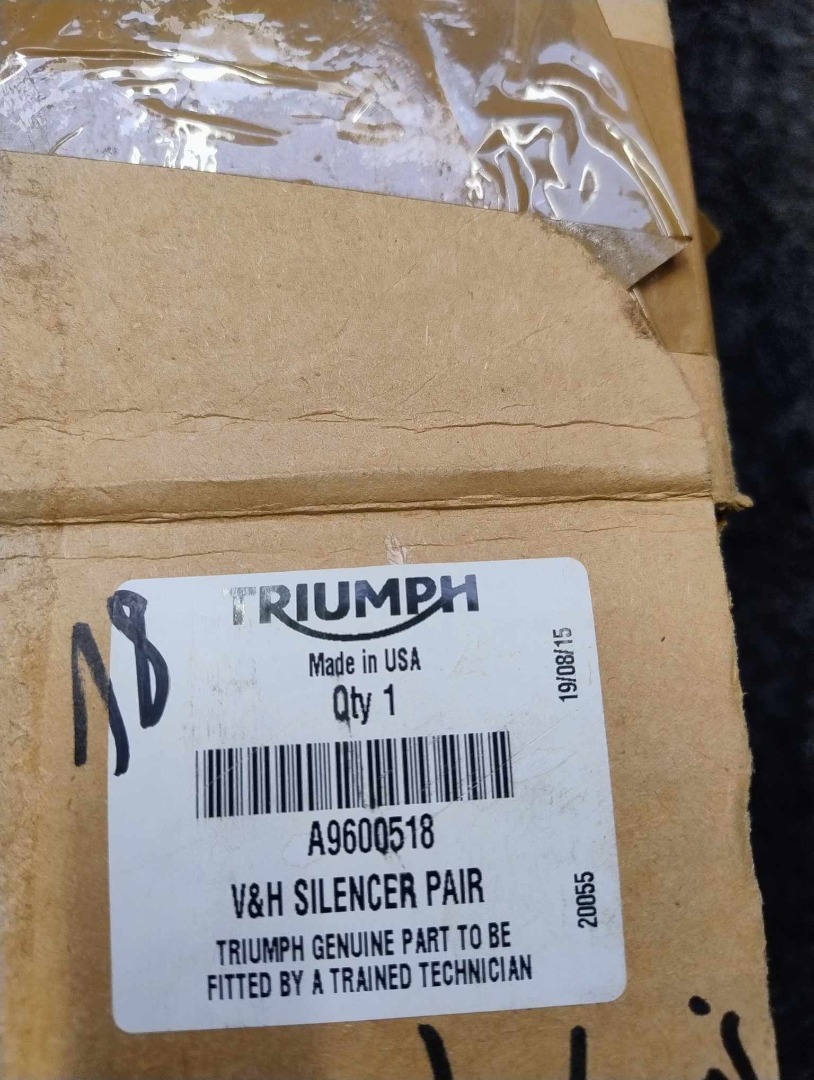 TRIUMPH
Made in USA
Qty 1
19/08/15
18
A9600518
V&H SILENCER PAIR
20055
TRIUMPH GENUINE PART TO BE
FITTED BY A TRAINED TECHNICIAN